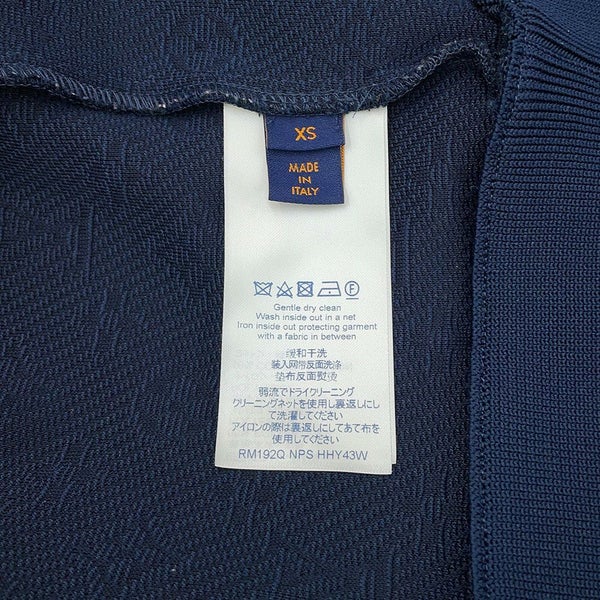 XS
MADE
IN
ITALY
F
Gentle dry clean
Wash inside out in a net
Iron inside out protecting garment
with a fabric in between
缓和干洗
装入网带反面洗涤
垫布反面熨烫
弱流でドライクリーニング
クリーニングネットを使用し裏返しにし
て洗濯してください
アイロンの際は裏返しにしてあて布を
使用してください
RM192Q NPS HHY43W